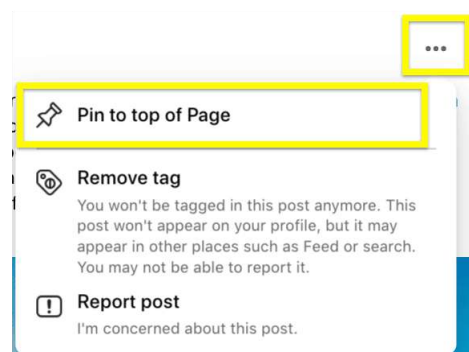 Pin to top of Page
Remove tag
You won't be tagged in this post anymore. This
post won't appear on your profile, but it may
appear in other places such as Feed or search.
You may not be able to report it.
Report post
I'm concerned about this post.